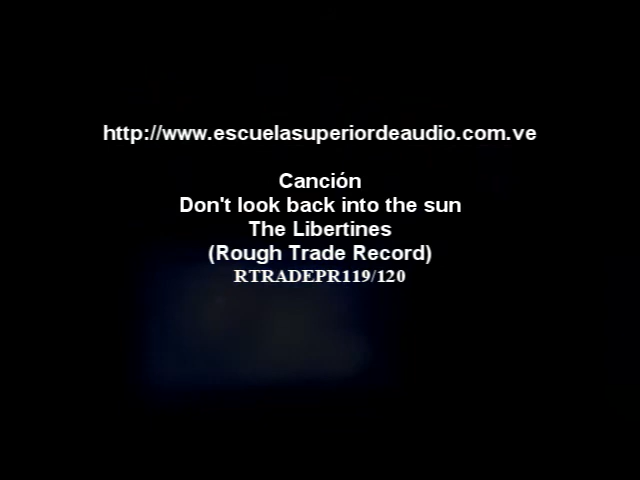 http://www.escuelasuperiordeaudio.com.ve
Canción
Don't look back into the sun
The Libertines
(Rough Trade Record)
RTRADEPR119/120